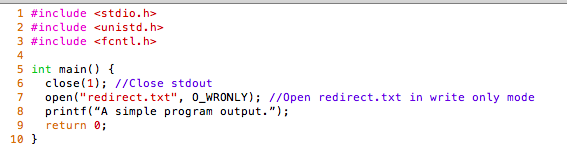 1 #include <stdio.h>
2 #include <unistd.h>
3 #include <fcntl.h>
4
5 int main() {
6   close(1); //Close stdout
7   open("redirect.txt", O_WRONLY); //Open redirect.txt in write only mode
8   printf(“A simple program output.”);
9   return 0;
10 }